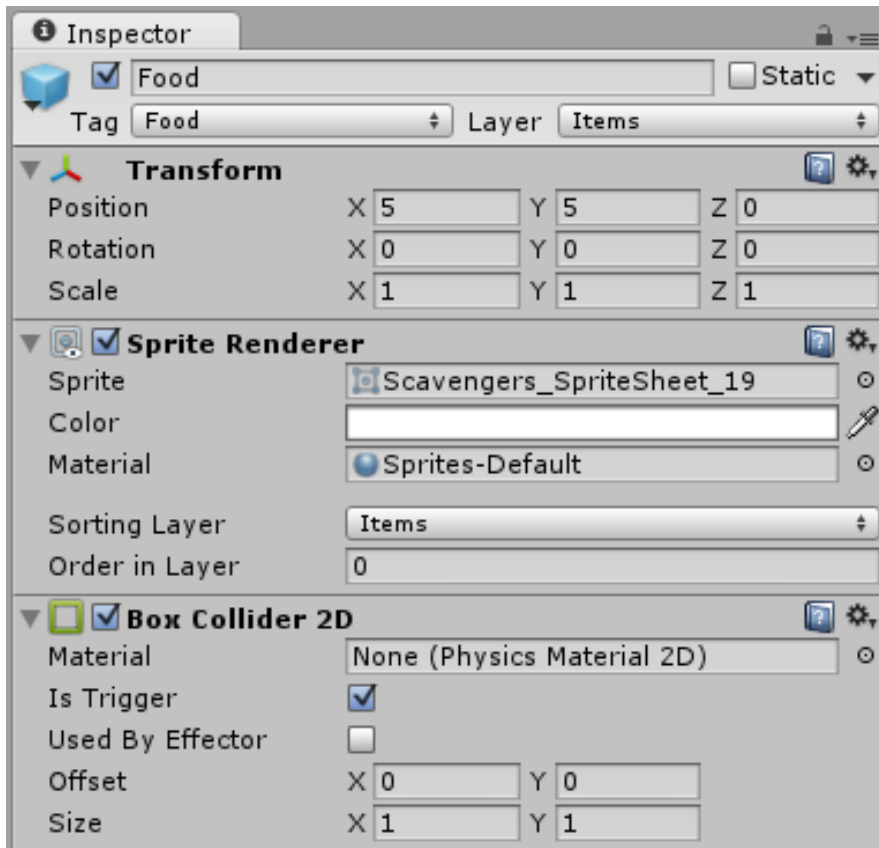 Inspector
Food Static
Tag Food Layer Items
Transform
Position X 5 Y 5 Z 0
Rotation X 0 Y 0 Z 0
Scale X 1 Y 1 Z 1
Sprite Renderer
Sprite Scavengers_SpriteSheet_19
Color
Material Sprites-Default
Sorting Layer Items
Order in Layer 0
Box Collider 2D
Material None (Physics Material 2D)
Is Trigger
Used By Effector
Offset X 0 Y 0
Size X 1 Y 1